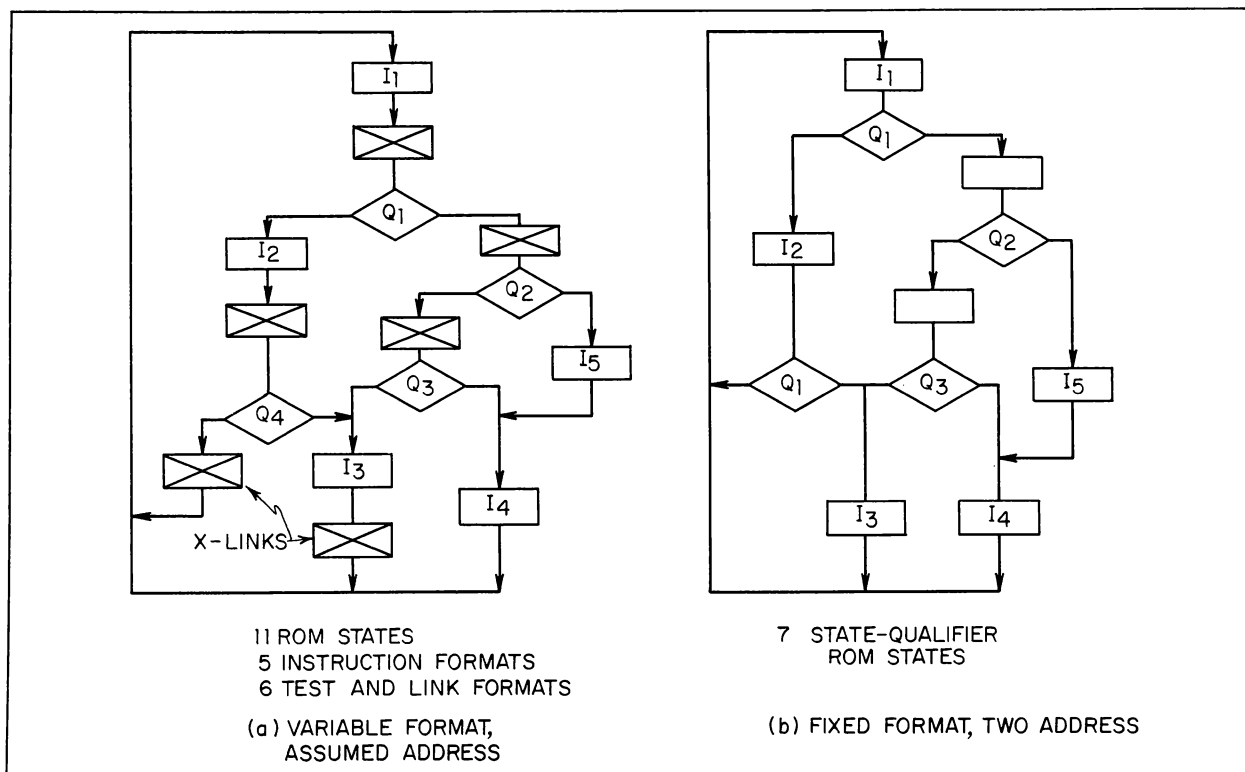 I1
Q1
I2
Q2
Q3
I5
Q4
I3
I4
X-LINKS
11 ROM STATES
5 INSTRUCTION FORMATS
6 TEST AND LINK FORMATS
(a) VARIABLE FORMAT,
ASSUMED ADDRESS
I1
Q1
I2
Q2
Q1
Q3
I5
I3
I4
7 STATE-QUALIFIER
ROM STATES
(b) FIXED FORMAT, TWO ADDRESS